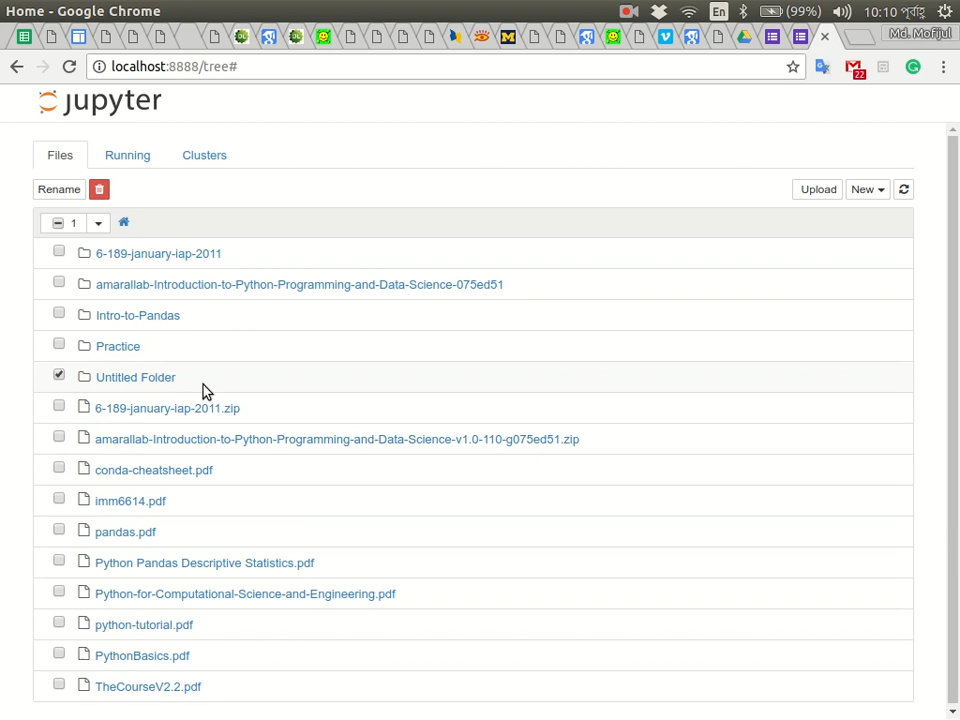 Home - Google Chrome
En
(99%)
10:10 পূর্বাহ্ণ
Md. Mofijul
localhost:8888/tree#
22
jupyter
Files
Running
Clusters
Rename
Upload
New
1
6-189-january-iap-2011
amarallab-Introduction-to-Python-Programming-and-Data-Science-075ed51
Intro-to-Pandas
Practice
Untitled Folder
6-189-january-iap-2011.zip
amarallab-Introduction-to-Python-Programming-and-Data-Science-v1.0-110-g075ed51.zip
conda-cheatsheet.pdf
imm6614.pdf
pandas.pdf
Python Pandas Descriptive Statistics.pdf
Python-for-Computational-Science-and-Engineering.pdf
python-tutorial.pdf
PythonBasics.pdf
TheCourseV2.2.pdf